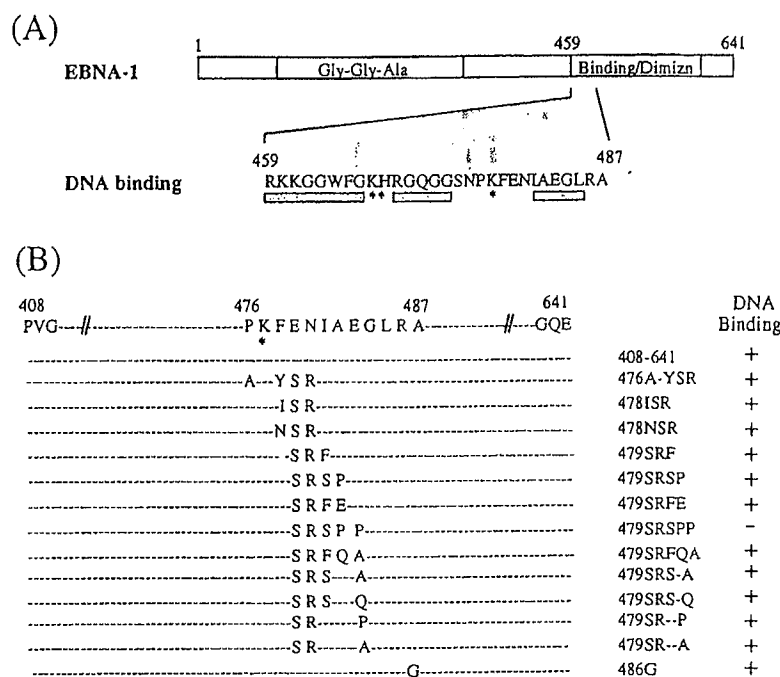 (A)
1 459 641
EBNA-1 Gly-Gly-Ala Binding/Dimizn
459 487
DNA binding RKKGGWFGKHRGQGGSNPKFENIAEGLRA
** *
(B)
408 476 487 641 DNA
PVG---//---PKFENIAEGLRA---//---GQE Binding
*
408-641 +
A-YSR 476A-YSR +
ISR 478ISR +
NSR 478NSR +
-SRF 479SRF +
SRSP 479SRSP +
SRFE 479SRFE +
SRSPP 479SRSPP -
SRFQA 479SRFQA +
SRS-A 479SRS-A +
SRS-Q 479SRS-Q +
SR--P 479SR--P +
SR--A 479SR--A +
G 486G +